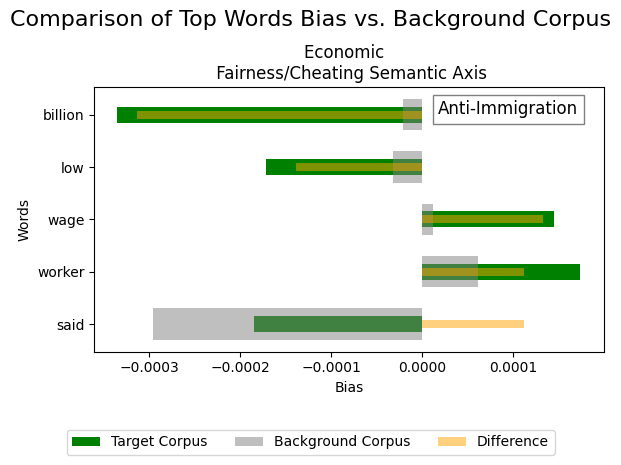 Comparison of Top Words Bias vs. Background Corpus
Economic
Fairness/Cheating Semantic Axis
Anti-Immigration
billion
low
wage
worker
said
Words
−0.0003 −0.0002 −0.0001 0.0000 0.0001
Bias
Target Corpus Background Corpus Difference